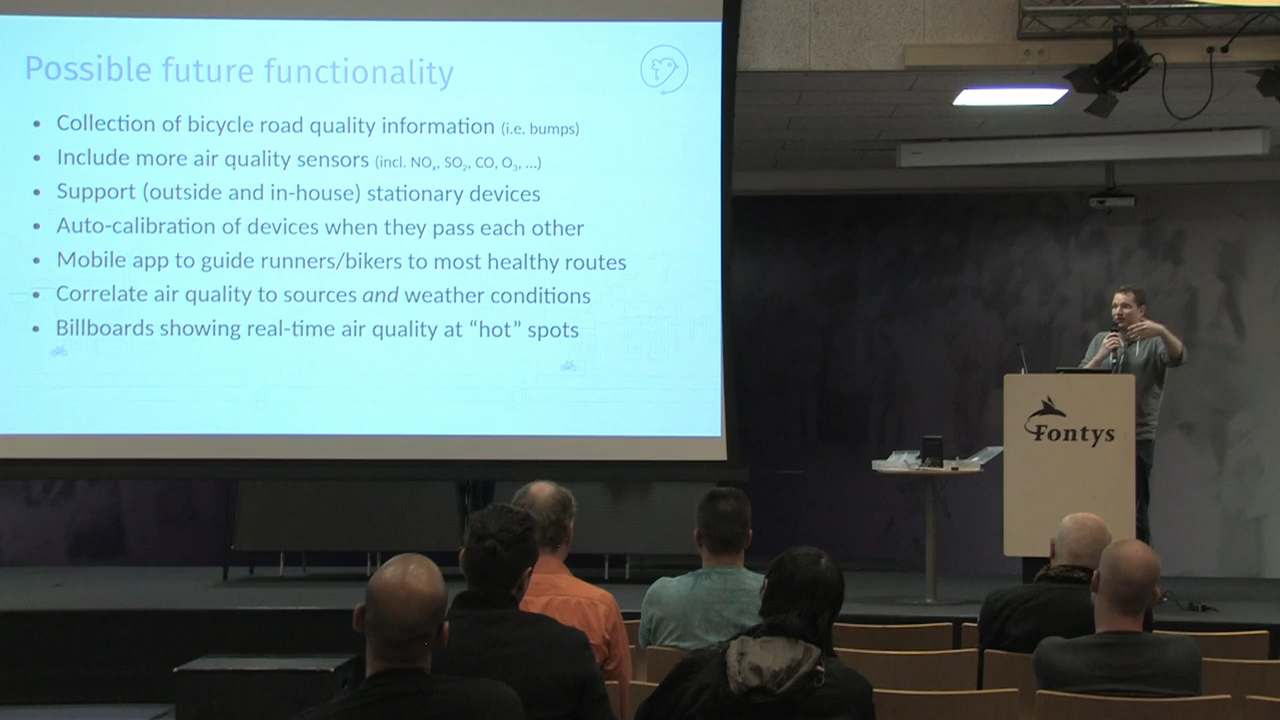 Possible future functionality
• Collection of bicycle road quality information (i.e. bumps)
• Include more air quality sensors (incl. NOₓ, SO₂, CO, O₃, ...)
• Support (outside and in-house) stationary devices
• Auto-calibration of devices when they pass each other
• Mobile app to guide runners/bikers to most healthy routes
• Correlate air quality to sources and weather conditions
• Billboards showing real-time air quality at “hot” spots
Fontys